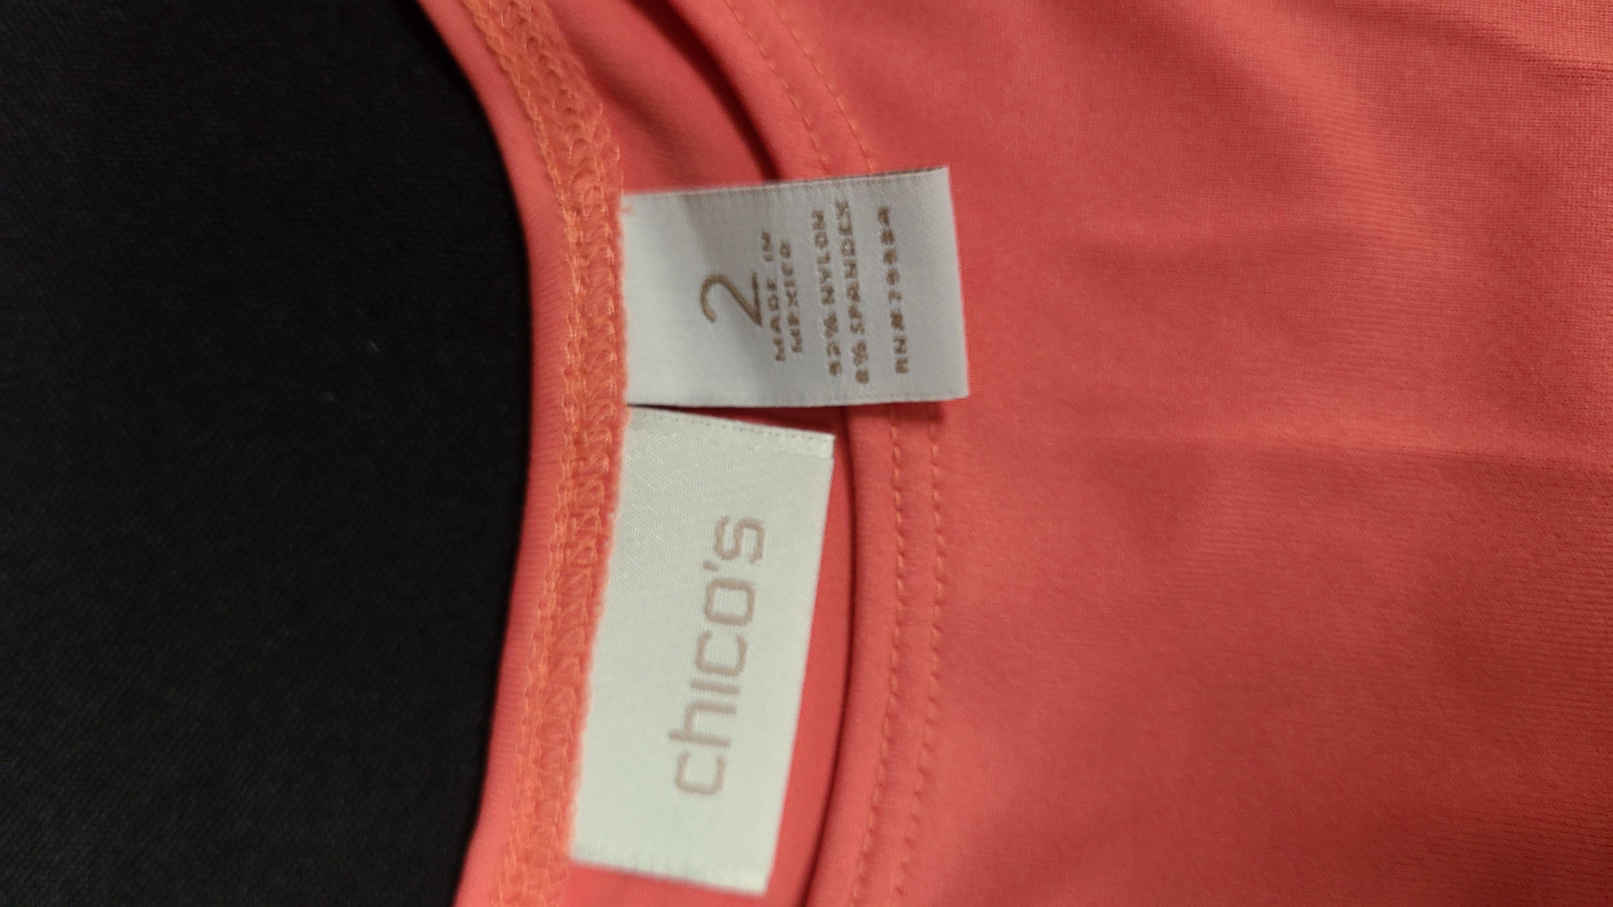 chico's
2
MADE IN
MEXICO
92% NYLON
8% SPANDEX